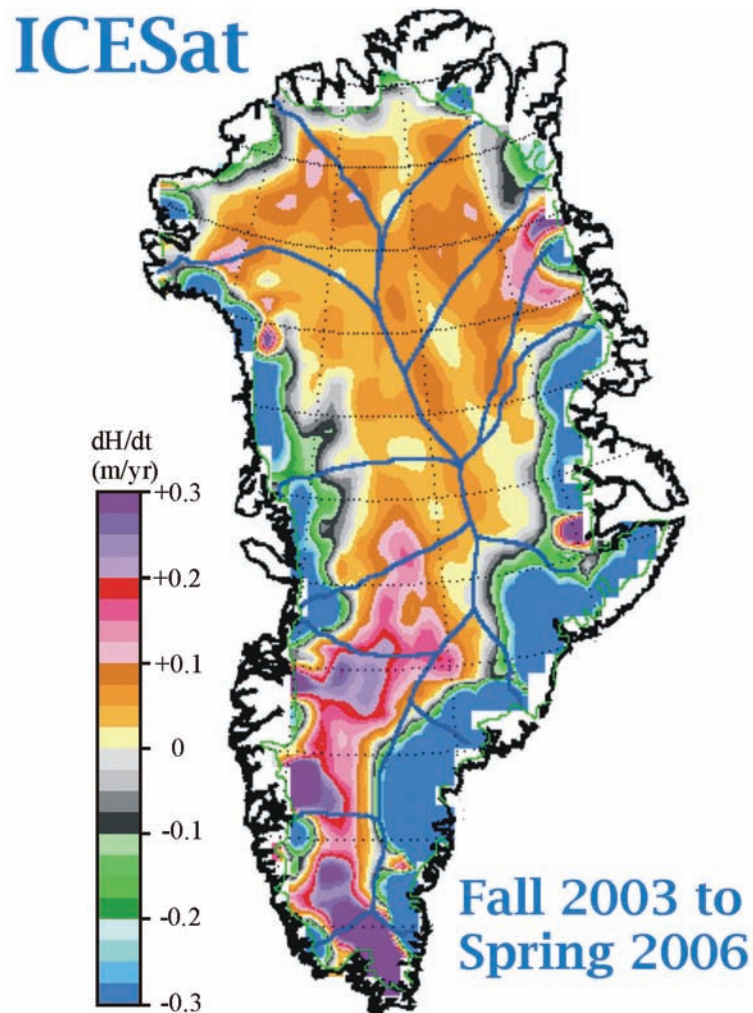 ICESat
dH/dt
(m/yr)
+0.3
+0.2
+0.1
0
-0.1
-0.2
-0.3
Fall 2003 to
Spring 2006